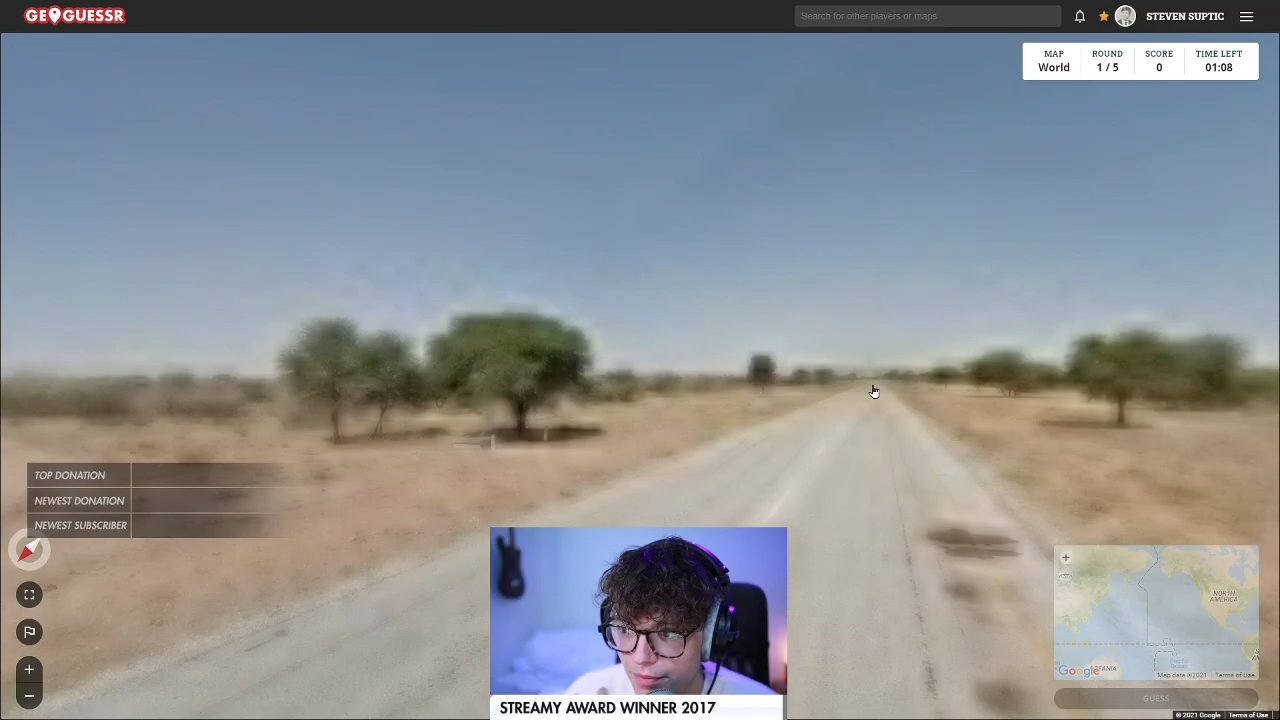 GEOGUESSR
Search for other players or maps
STEVEN SUPTIC
MAP
World
ROUND
1 / 5
SCORE
0
TIME LEFT
01:08
TOP DONATION
NEWEST DONATION
NEWEST SUBSCRIBER
+
−
STREAMY AWARD WINNER 2017
+
NORTH
AMERICA
Google
Map data ©2021
Terms of Use
GUESS
© 2021 Google
Terms of Use